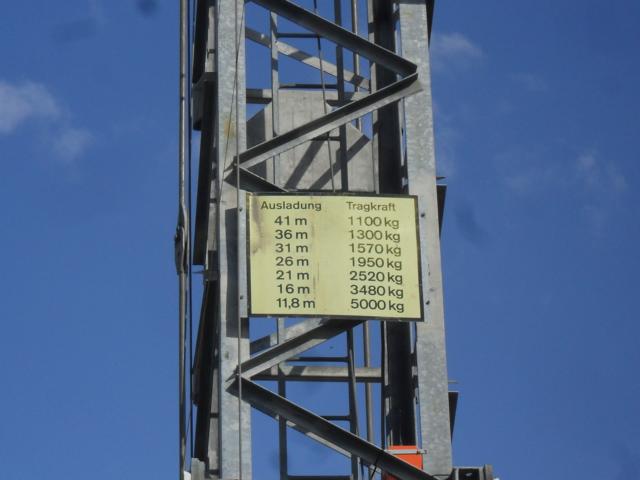 Ausladung Tragkraft
41 m 1100 kg
36 m 1300 kg
31 m 1570 kg
26 m 1950 kg
21 m 2520 kg
16 m 3480 kg
11,8 m 5000 kg